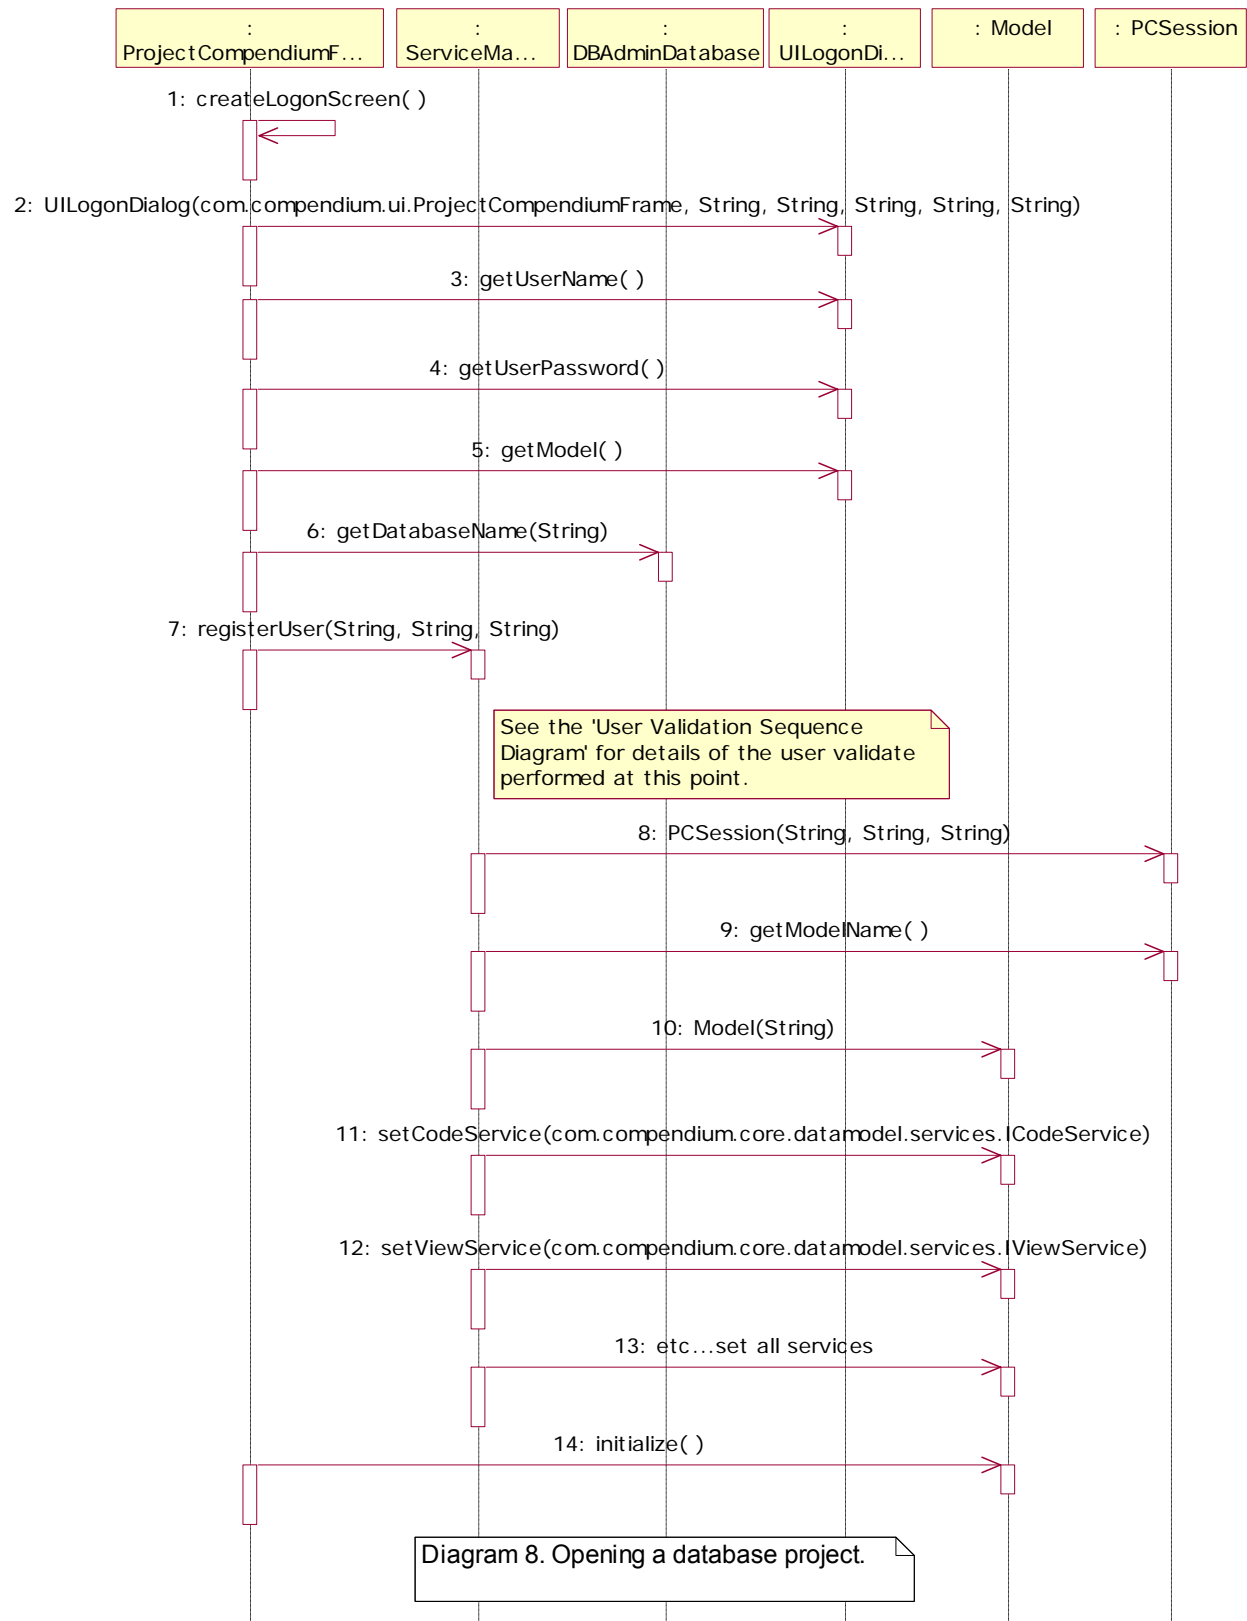 :
ProjectCompendiumF...
:
ServiceMa...
:
DBAdminDatabase
:
UILogonDi...
: Model
: PCSession
1: createLogonScreen( )
2: UILogonDialog(com.compendium.ui.ProjectCompendiumFrame, String, String, String, String, String)
3: getUserName( )
4: getUserPassword( )
5: getModel( )
6: getDatabaseName(String)
7: registerUser(String, String, String)
See the 'User Validation Sequence
Diagram' for details of the user validate
performed at this point.
8: PCSession(String, String, String)
9: getModelName( )
10: Model(String)
11: setCodeService(com.compendium.core.datamodel.services.ICodeService)
12: setViewService(com.compendium.core.datamodel.services.IViewService)
13: etc...set all services
14: initialize( )
Diagram 8. Opening a database project.